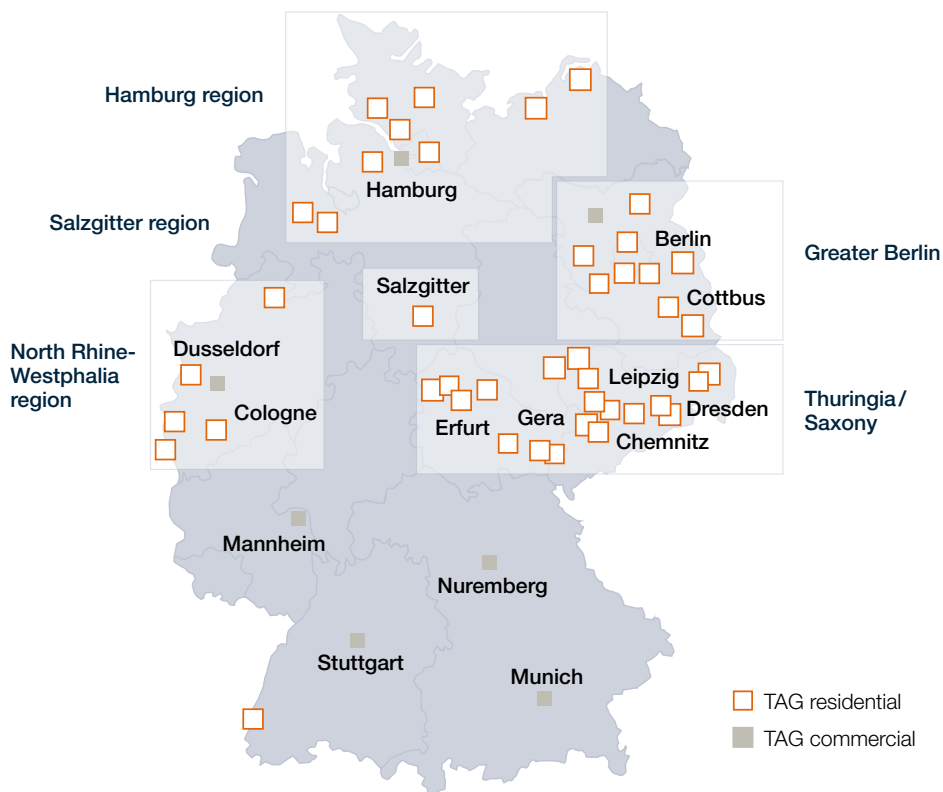 Hamburg region
Hamburg
Salzgitter region
Berlin
Greater Berlin
Salzgitter
Cottbus
North Rhine-
Westphalia
region
Dusseldorf
Cologne
Leipzig
Dresden
Erfurt
Gera
Chemnitz
Thuringia/
Saxony
Mannheim
Nuremberg
Stuttgart
Munich
TAG residential
TAG commercial